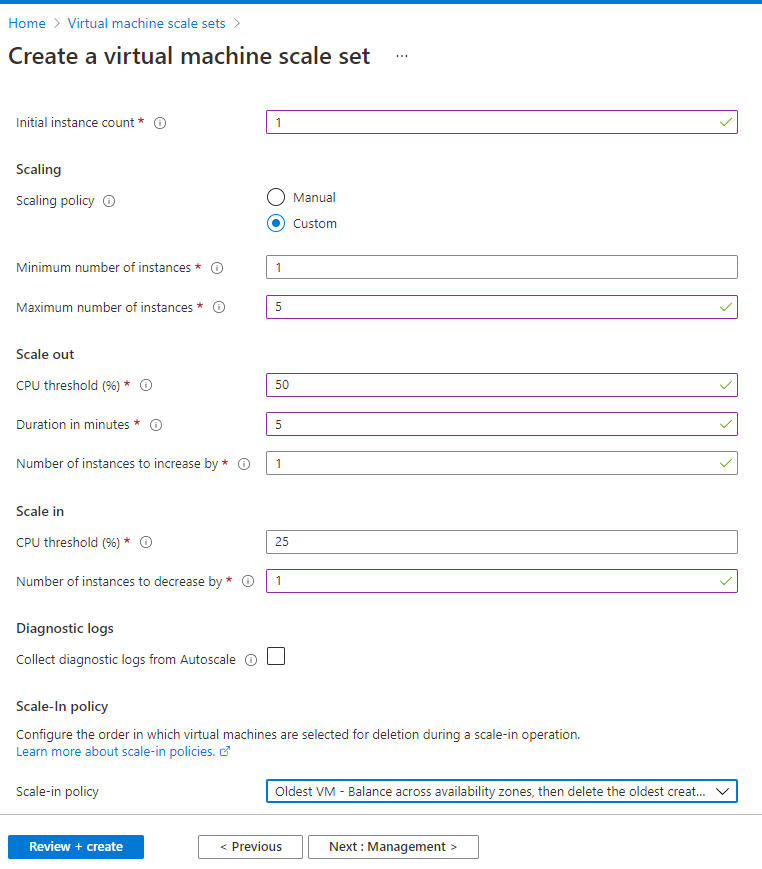 Home > Virtual machine scale sets >
Create a virtual machine scale set ...
Initial instance count * 1
Scaling
Scaling policy Manual
Custom
Minimum number of instances * 1
Maximum number of instances * 5
Scale out
CPU threshold (%) * 50
Duration in minutes * 5
Number of instances to increase by * 1
Scale in
CPU threshold (%) * 25
Number of instances to decrease by * 1
Diagnostic logs
Collect diagnostic logs from Autoscale
Scale-In policy
Configure the order in which virtual machines are selected for deletion during a scale-in operation.
Learn more about scale-in policies.
Scale-in policy Oldest VM - Balance across availability zones, then delete the oldest creat...
Review + create < Previous Next : Management >